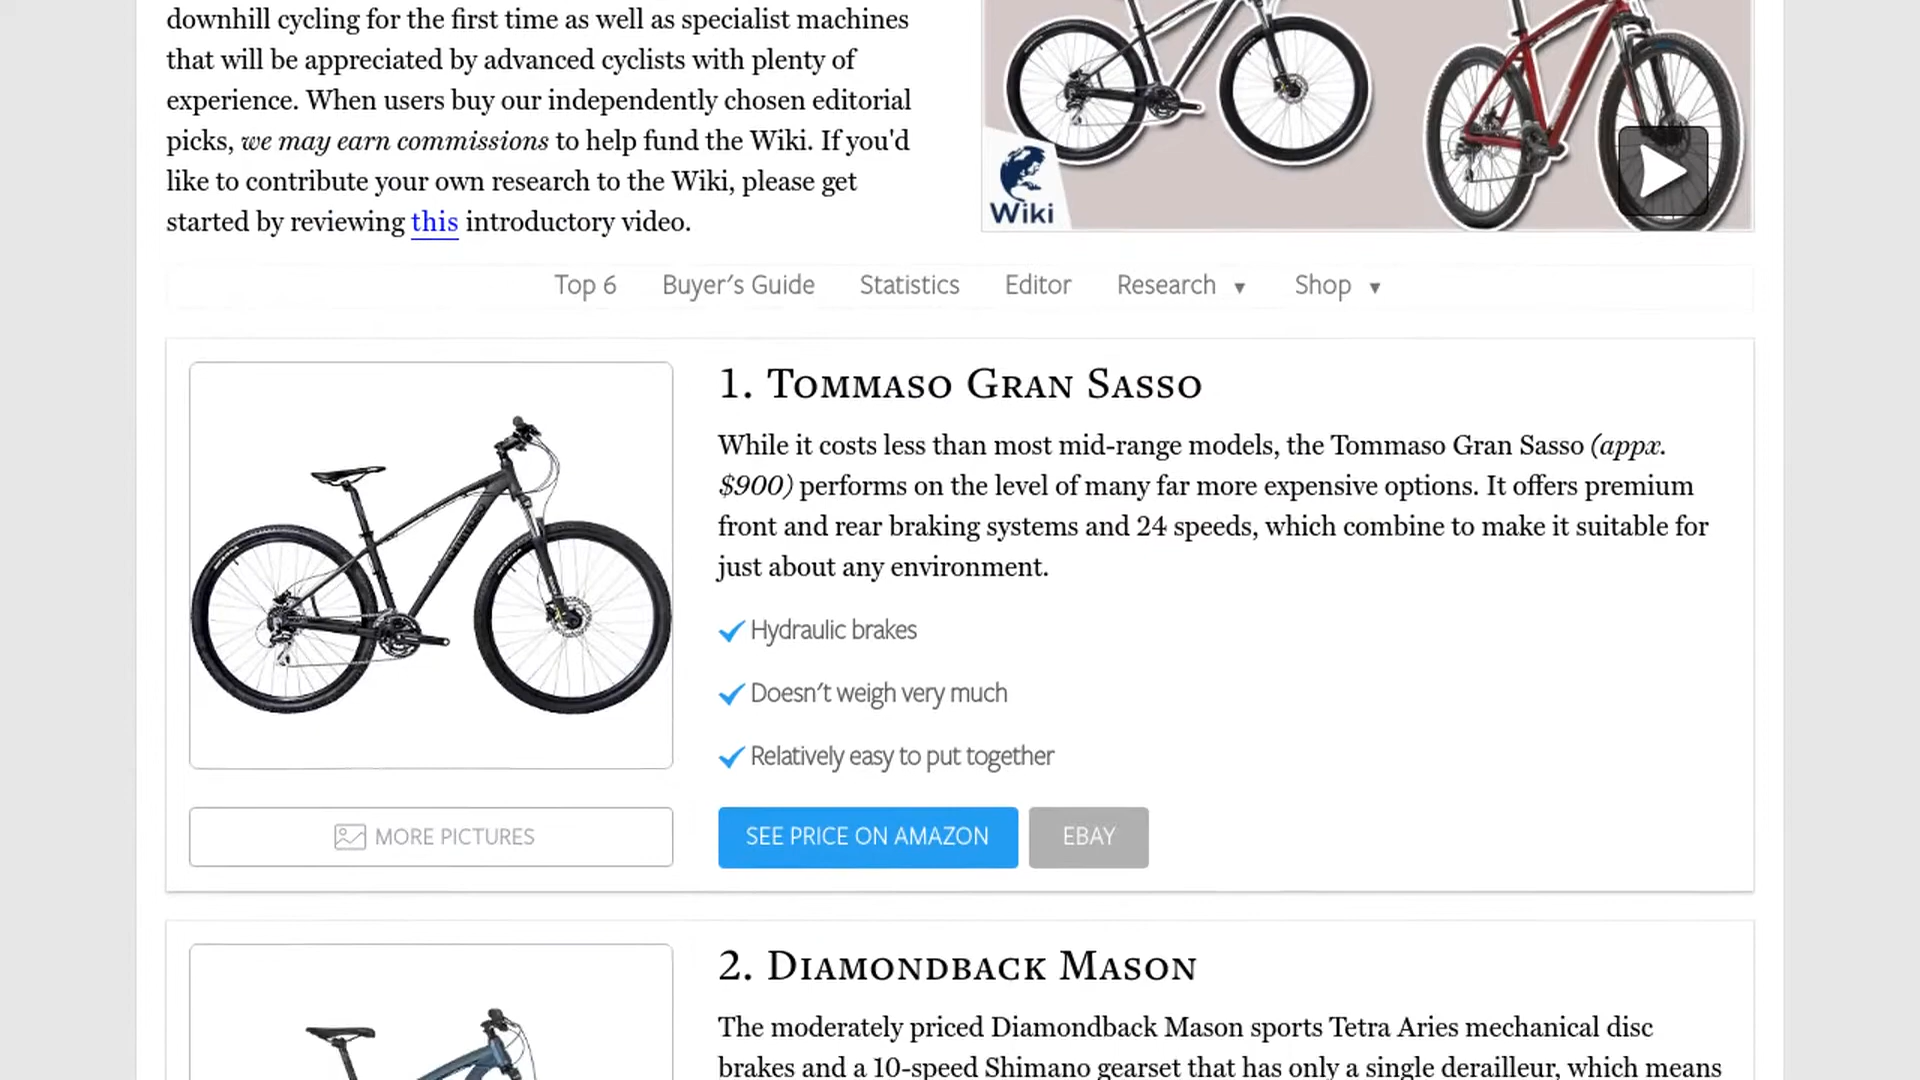 downhill cycling for the first time as well as specialist machines
that will be appreciated by advanced cyclists with plenty of
experience. When users buy our independently chosen editorial
picks, we may earn commissions to help fund the Wiki. If you'd
like to contribute your own research to the Wiki, please get
started by reviewing this introductory video.
Wiki
Top 6 Buyer's Guide Statistics Editor Research ▼ Shop ▼
1. Tommaso Gran Sasso
While it costs less than most mid-range models, the Tommaso Gran Sasso (appx.
$900) performs on the level of many far more expensive options. It offers premium
front and rear braking systems and 24 speeds, which combine to make it suitable for
just about any environment.
Hydraulic brakes
Doesn't weigh very much
Relatively easy to put together
MORE PICTURES
SEE PRICE ON AMAZON EBAY
2. Diamondback Mason
The moderately priced Diamondback Mason sports Tetra Aries mechanical disc
brakes and a 10-speed Shimano gearset that has only a single derailleur, which means